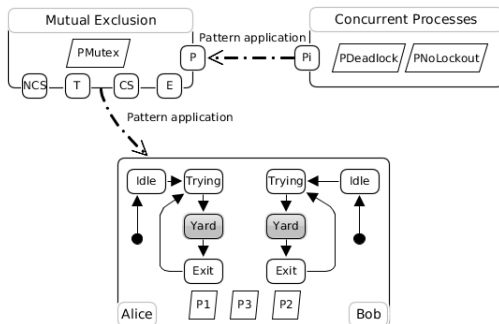 Mutual Exclusion
Concurrent Processes
Pattern application
PMutex
P
Pi
PDeadlock
PNoLockout
NCS
T
CS
E
Pattern application
Idle
Trying
Trying
Idle
Yard
Yard
Exit
Exit
P1
P3
P2
Alice
Bob